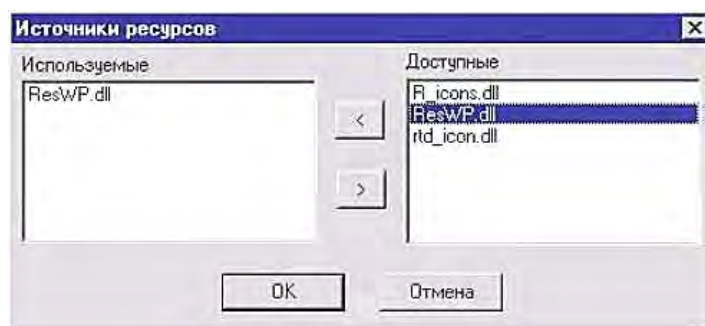 Источники ресурсов
Используемые
Доступные
ResWP.dll
R_icons.dll
ResWP.dll
rtd_icon.dll
<
>
OK
Отмена